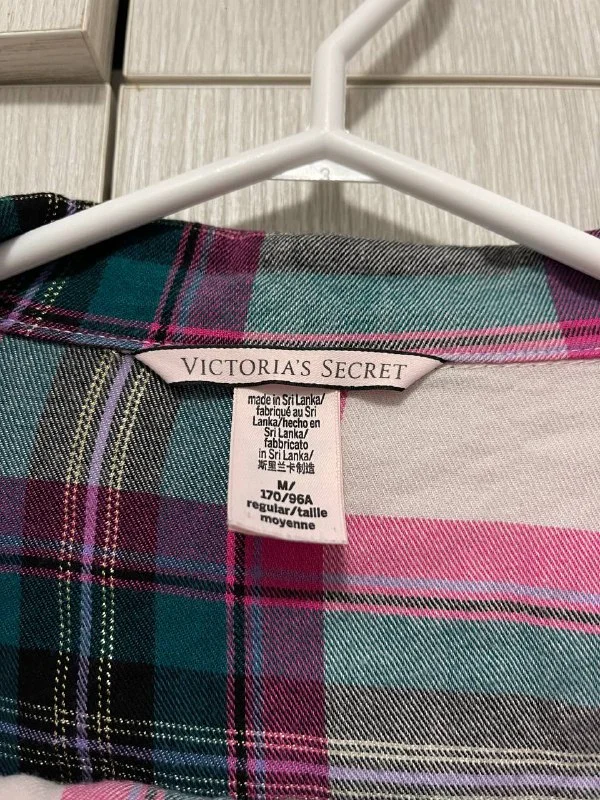 3
VICTORIA'S SECRET
made in Sri Lanka/
fabriqué au Sri
Lanka/hecho en
Sri Lanka/
fabbricato
in Sri Lanka/
斯里兰卡制造
M/
170/96A
regular/taille
moyenne